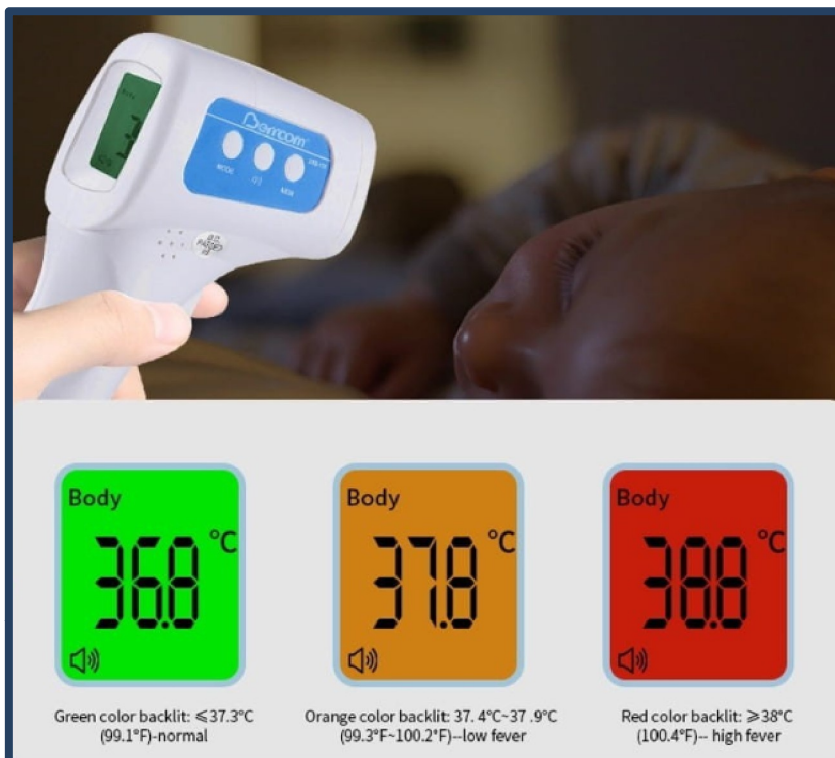 Berrcom®
MODE
MEM
Body
36.8 °C
Body
37.8 °C
Body
38.8 °C
Green color backlit: ≤37.3°C
(99.1°F)-normal
Orange color backlit: 37. 4°C~37 .9°C
(99.3°F~100.2°F)--low fever
Red color backlit: ≥38°C
(100.4°F)-- high fever